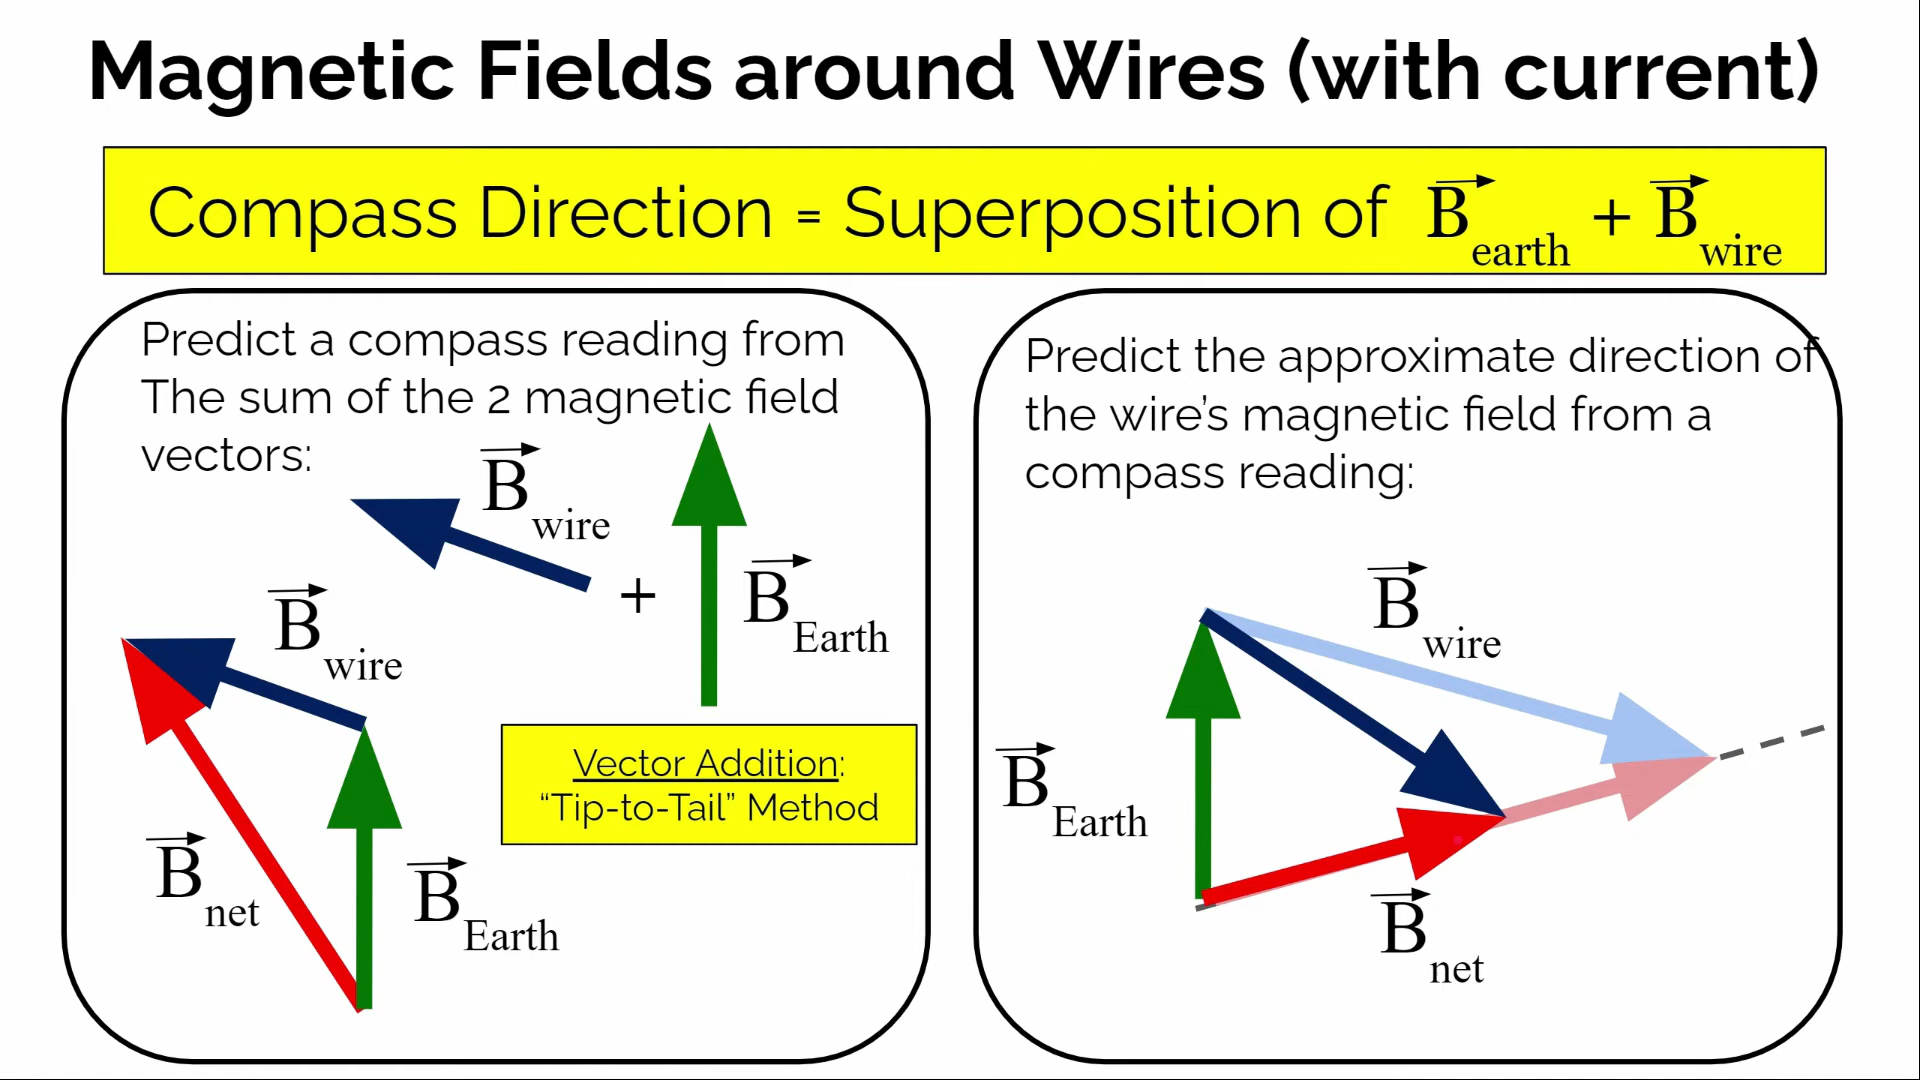 Magnetic Fields around Wires (with current)
Compass Direction = Superposition of B earth + B wire
Predict a compass reading from
The sum of the 2 magnetic field
vectors:
B wire
+
B Earth
B wire
Vector Addition:
“Tip-to-Tail” Method
B net
B Earth
Predict the approximate direction of
the wire’s magnetic field from a
compass reading:
B wire
B Earth
B net